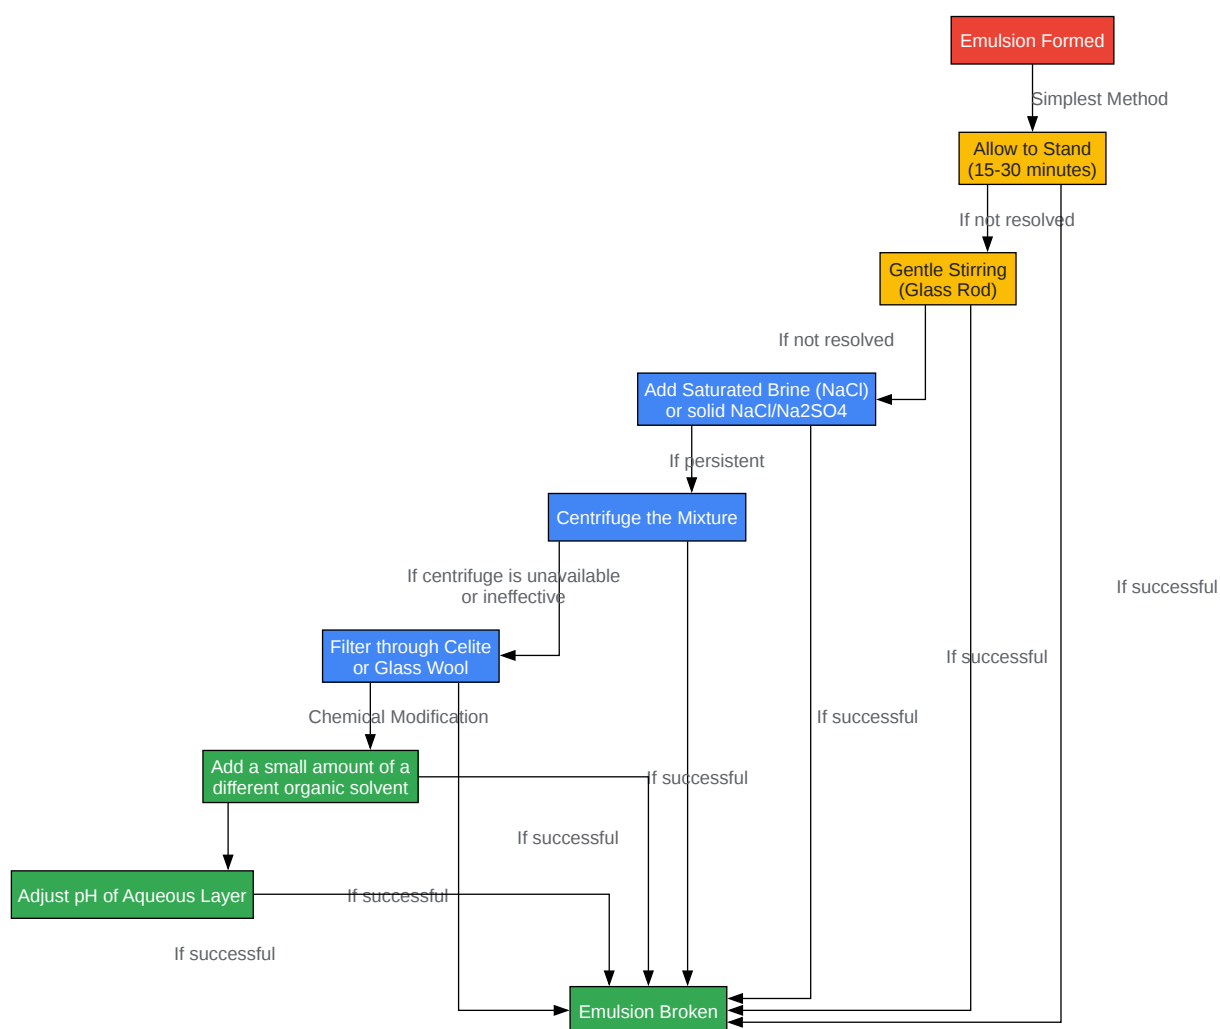 Emulsion Formed
Simplest Method
Allow to Stand
(15-30 minutes)
If not resolved
Gentle Stirring
(Glass Rod)
If not resolved
Add Saturated Brine (NaCl)
or solid NaCl/Na2SO4
If persistent
Centrifuge the Mixture
If centrifuge is unavailable
or ineffective
If successful
Filter through Celite
or Glass Wool
If successful
Chemical Modification
If successful
Add a small amount of a
different organic solvent
If successful
If successful
Adjust pH of Aqueous Layer
If successful
If successful
Emulsion Broken